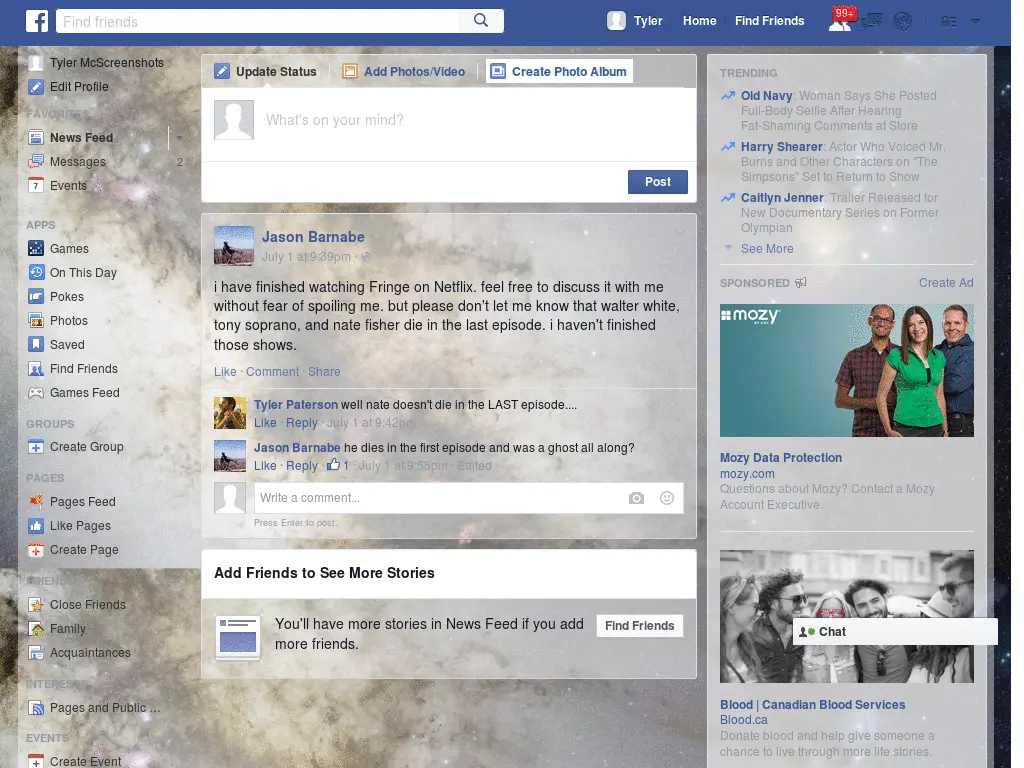 Find friends
Tyler
Home
Find Friends
99+
Tyler McScreenshots
Edit Profile
FAVORITES
News Feed
Messages 2
Events
APPS
Games
On This Day
Pokes
Photos
Saved
Find Friends
Games Feed
GROUPS
Create Group
PAGES
Pages Feed
Like Pages
Create Page
FRIENDS
Close Friends
Family
Acquaintances
INTERESTS
Pages and Public ...
EVENTS
Create Event
Update Status
Add Photos/Video
Create Photo Album
What's on your mind?
Post
Jason Barnabe
July 1 at 9:39pm ·
i have finished watching Fringe on Netflix. feel free to discuss it with me
without fear of spoiling me. but please don't let me know that walter white,
tony soprano, and nate fisher die in the last episode. i haven't finished
those shows.
Like · Comment · Share
Tyler Paterson well nate doesn't die in the LAST episode....
Like · Reply · July 1 at 9:42pm
Jason Barnabe he dies in the first episode and was a ghost all along?
Like · Reply · 1 · July 1 at 9:55pm · Edited
Write a comment...
Press Enter to post.
Add Friends to See More Stories
You'll have more stories in News Feed if you add
more friends.
Find Friends
TRENDING
Old Navy: Woman Says She Posted
Full-Body Selfie After Hearing
Fat-Shaming Comments at Store
Harry Shearer: Actor Who Voiced Mr.
Burns and Other Characters on "The
Simpsons" Set to Return to Show
Caitlyn Jenner: Trailer Released for
New Documentary Series on Former
Olympian
See More
SPONSORED
Create Ad
mozy
Mozy Data Protection
mozy.com
Questions about Mozy? Contact a Mozy
Account Executive.
Chat
Blood | Canadian Blood Services
Blood.ca
Donate blood and help give someone a
chance to live through more life stories.